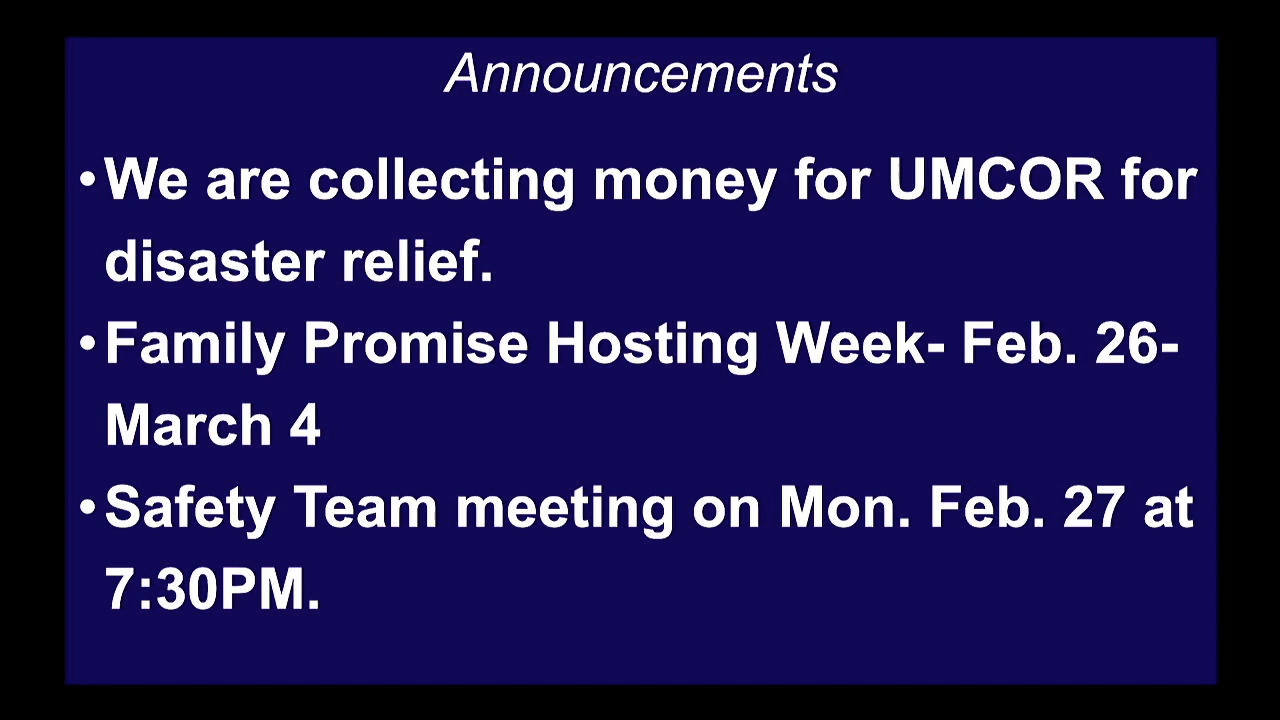 Announcements
•We are collecting money for UMCOR for
disaster relief.
•Family Promise Hosting Week- Feb. 26-
March 4
•Safety Team meeting on Mon. Feb. 27 at
7:30PM.